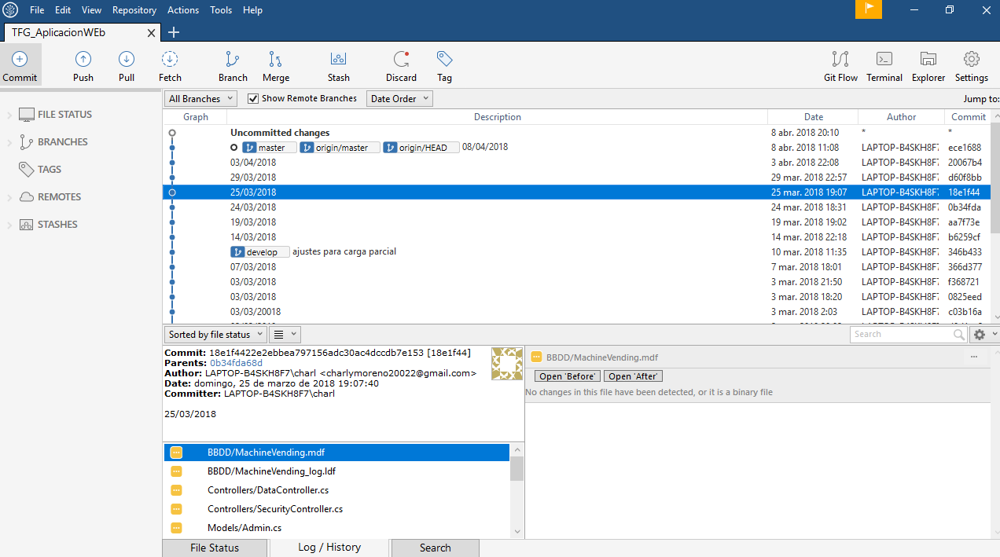 File Edit View Repository Actions Tools Help
TFG_AplicacionWEb
Commit Push Pull Fetch Branch Merge Stash Discard Tag Git Flow Terminal Explorer Settings
FILE STATUS
BRANCHES
TAGS
REMOTES
STASHES
All Branches Show Remote Branches Date Order Jump to:
Graph Description Date Author Commit
Uncommitted changes 8 abr. 2018 20:10 * *
master origin/master origin/HEAD 08/04/2018 8 abr. 2018 11:08 LAPTOP-B4SKH8F7 ece1688
03/04/2018 3 abr. 2018 22:08 LAPTOP-B4SKH8F7 20067b4
29/03/2018 29 mar. 2018 22:57 LAPTOP-B4SKH8F7 d60f8bb
25/03/2018 25 mar. 2018 19:07 LAPTOP-B4SKH8F7 18e1f44
24/03/2018 24 mar. 2018 18:31 LAPTOP-B4SKH8F7 0b34fda
19/03/2018 19 mar. 2018 19:02 LAPTOP-B4SKH8F7 aa7f73e
14/03/2018 14 mar. 2018 22:18 LAPTOP-B4SKH8F7 b6259cf
develop ajustes para carga parcial 10 mar. 2018 11:35 LAPTOP-B4SKH8F7 346b433
07/03/2018 7 mar. 2018 18:01 LAPTOP-B4SKH8F7 366d377
03/03/2018 3 mar. 2018 21:50 LAPTOP-B4SKH8F7 f368721
03/03/2018 3 mar. 2018 18:20 LAPTOP-B4SKH8F7 0825eed
03/03/20018 3 mar. 2018 2:03 LAPTOP-B4SKH8F7 c03b16a
Sorted by file status Search
Commit: 18e1f4422e2ebbea797156adc30ac4dccdb7e153 [18e1f44]
Parents: 0b34fda68d
Author: LAPTOP-B4SKH8F7\charl <charlymoreno20022@gmail.com>
Date: domingo, 25 de marzo de 2018 19:07:40
Committer: LAPTOP-B4SKH8F7\charl
25/03/2018
BBDD/MachineVending.mdf
Open 'Before' Open 'After'
No changes in this file have been detected, or it is a binary file
BBDD/MachineVending.mdf
BBDD/MachineVending_log.ldf
Controllers/DataController.cs
Controllers/SecurityController.cs
Models/Admin.cs
File Status Log / History Search